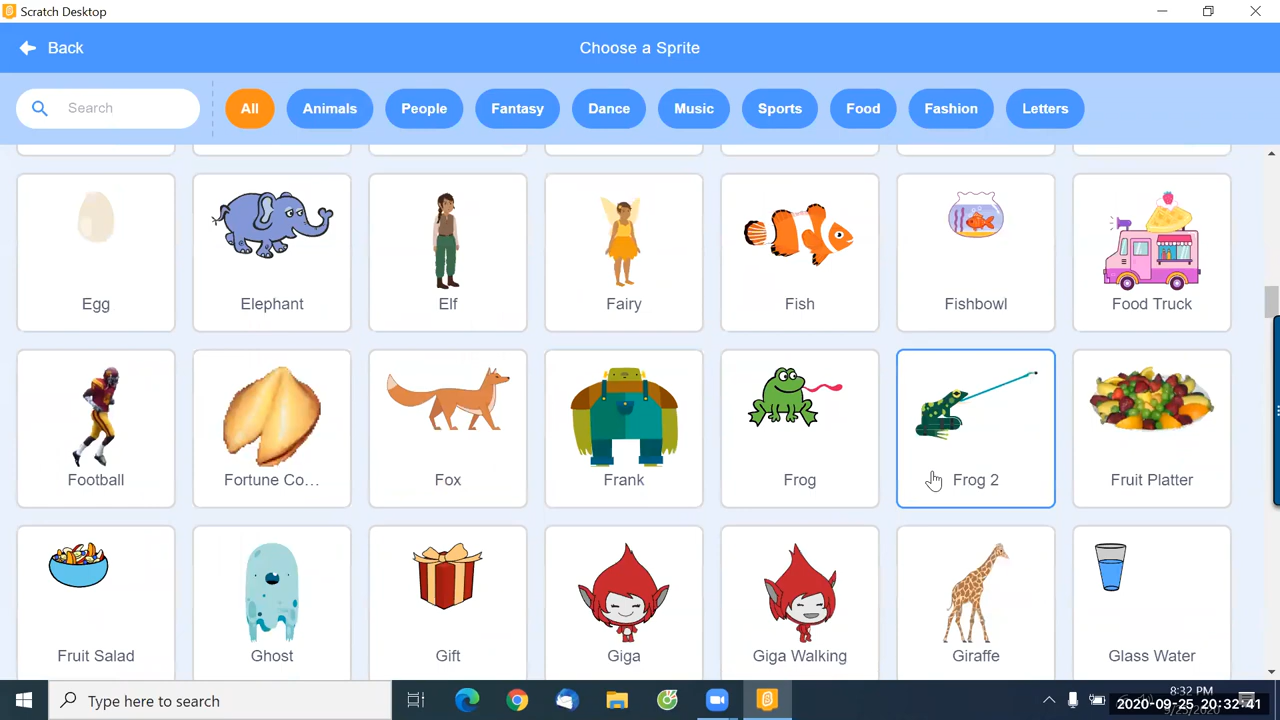 Scratch Desktop
Back
Choose a Sprite
Search
All
Animals
People
Fantasy
Dance
Music
Sports
Food
Fashion
Letters
Egg
Elephant
Elf
Fairy
Fish
Fishbowl
Food Truck
Football
Fortune Co...
Fox
Frank
Frog
Frog 2
Fruit Platter
Fruit Salad
Ghost
Gift
Giga
Giga Walking
Giraffe
Glass Water
Type here to search
8:32 PM
2020-09-25 20:32:41